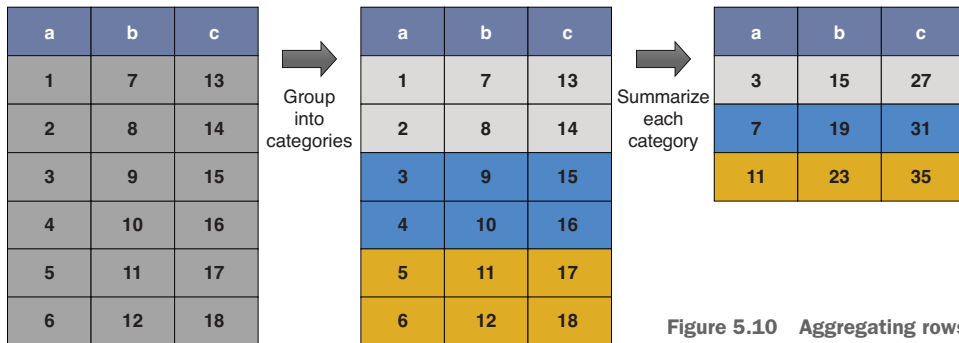 a b c
1 7 13
2 8 14
3 9 15
4 10 16
5 11 17
6 12 18
Group
into
categories
a b c
1 7 13
2 8 14
3 9 15
4 10 16
5 11 17
6 12 18
Summarize
each
category
a b c
3 15 27
7 19 31
11 23 35
Figure 5.10 Aggregating rows